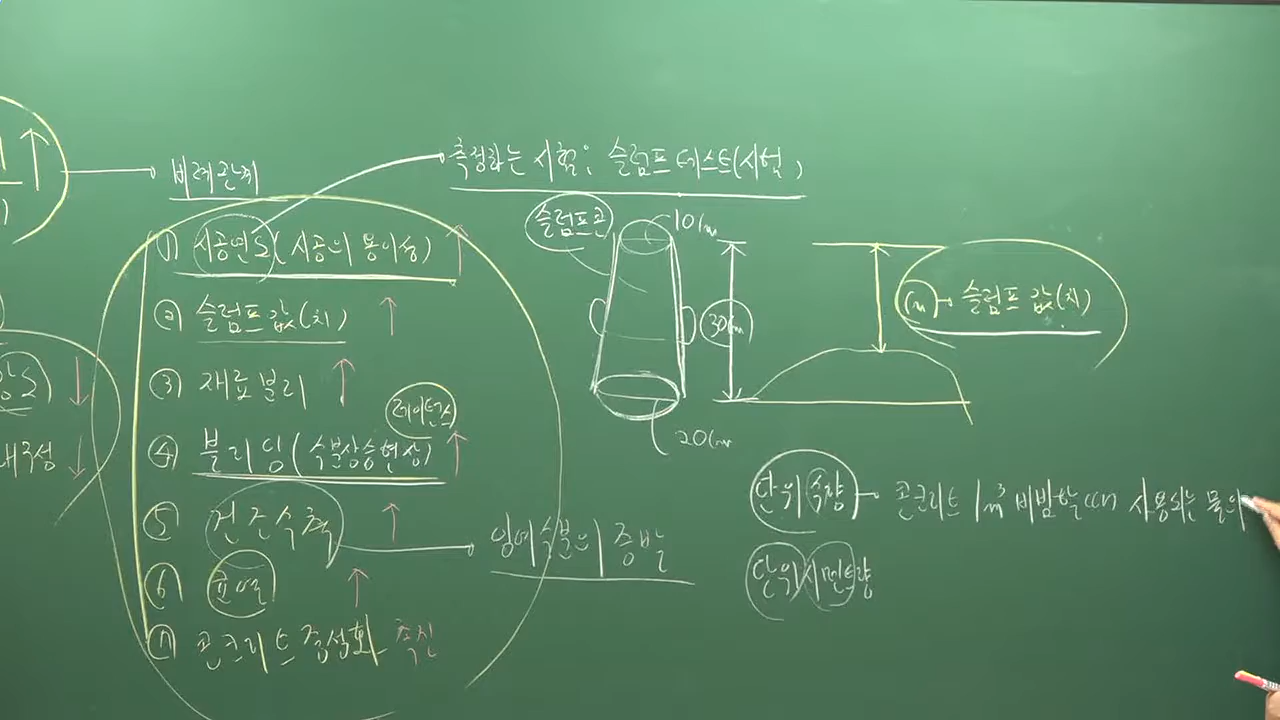 비례관계
① 시공연도(시공의 용이성) ↑
② 슬럼프 값(치) ↑
③ 재료분리 ↑
④ 블리딩(수분상승현상) ↑
레이턴스
⑤ 건조수축 ↑
잉여수분의 증발
⑥ 균열 ↑
⑦ 콘크리트 중성화 촉진
강도 ↓
내구성 ↓
측정하는 시험: 슬럼프 테스트(시험)
슬럼프콘
10cm
30cm
20cm
cm → 슬럼프 값(치)
단위수량 → 콘크리트 1m³ 비빔할 때 사용되는 물의
단위시멘트량